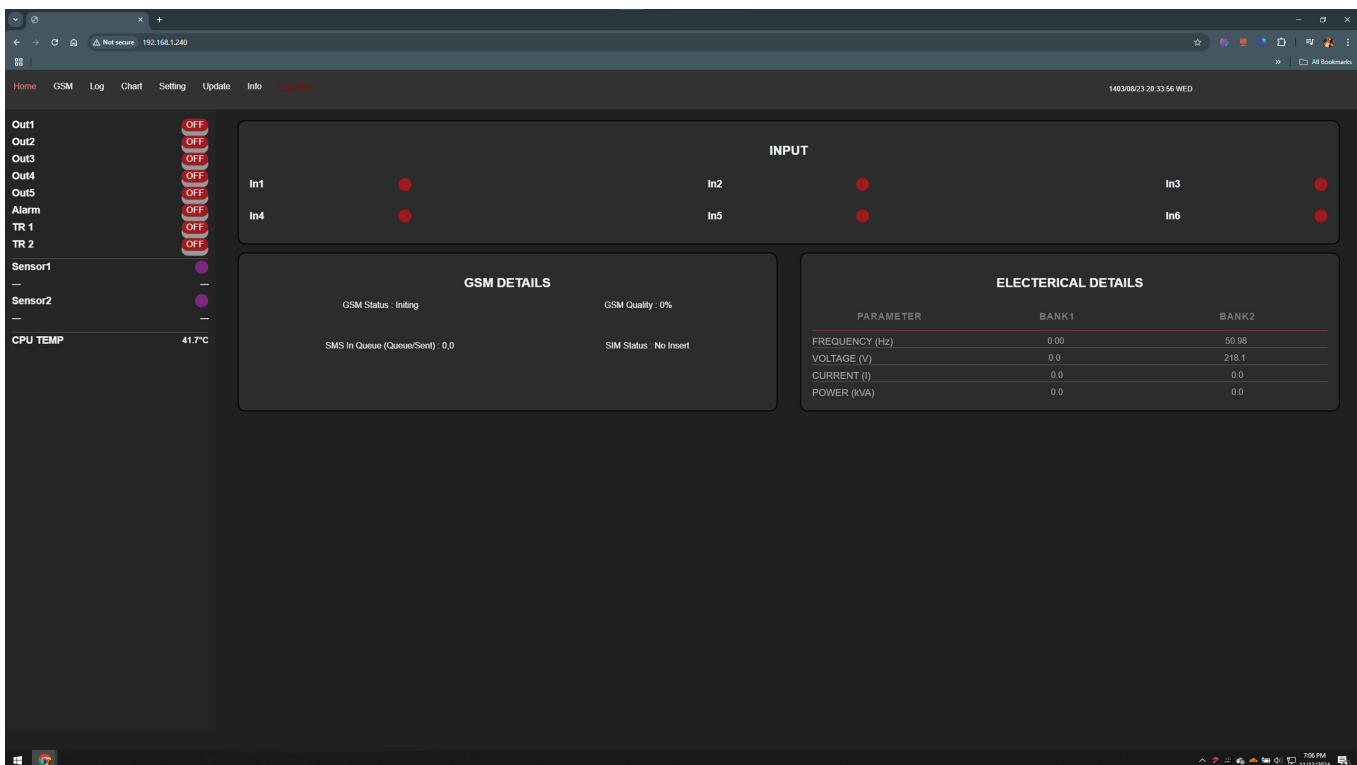 Not secure 192.168.1.240
All Bookmarks
Home GSM Log Chart Setting Update Info
1403/08/23 20:33:56 WED
Out1 OFF
Out2 OFF
Out3 OFF
Out4 OFF
Out5 OFF
Alarm OFF
TR 1 OFF
TR 2 OFF
Sensor1
--- ---
Sensor2
--- ---
CPU TEMP 41.7°C
INPUT
In1 In2 In3
In4 In5 In6
GSM DETAILS
GSM Status : Initing GSM Quality : 0%
SMS In Queue (Queue/Sent) : 0,0 SIM Status : No Insert
ELECTERICAL DETAILS
PARAMETER BANK1 BANK2
FREQUENCY (Hz) 0.00 50.98
VOLTAGE (V) 0.0 218.1
CURRENT (I) 0.0 0.0
POWER (kVA) 0.0 0.0
7:06 PM
11/13/2024